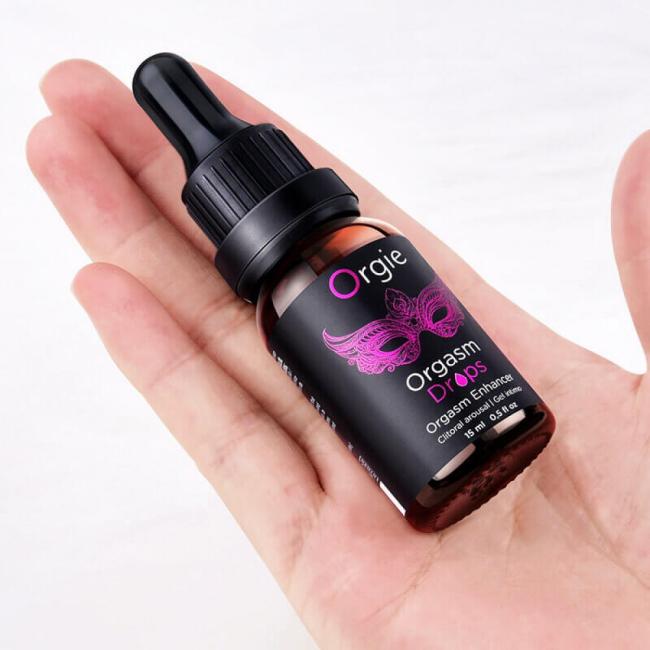 Orgie
Orgasm
Drops
Orgasm Enhancer
Clitoral arousal | Gel íntimo
15 ml 0,5 fl oz